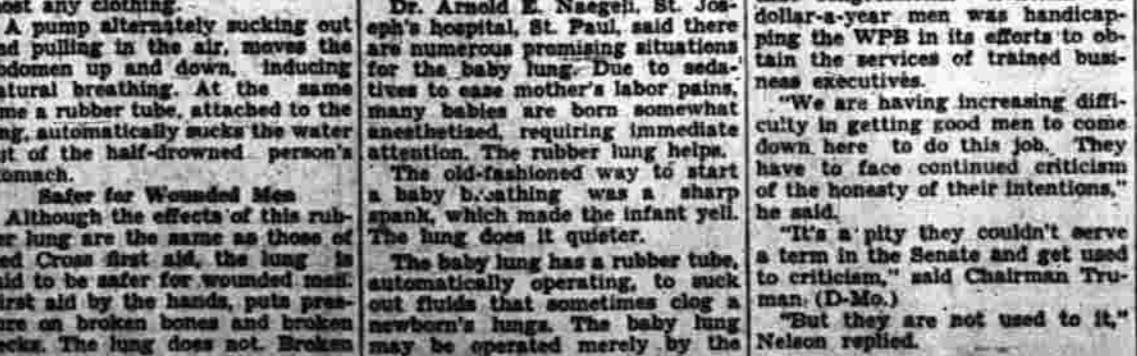 most any clothing.
A pump alternately sucking out
nd pulling in the air, moves the
bdomen up and down, inducing
atural breathing. At the same
me a rubber tube, attached to the
ng, automatically sucks the water
ut of the half-drowned person's
tomach.
Safer for Wounded Men
Although the effects of this rub-
er lung are the same as those of
ed Cross first aid, the lung is
aid to be safer for wounded men.
irst aid by the hands, puts pres-
ure on broken bones and broken
ecks. The lung does not. Broken
Dr. Arnold E. Naegeli, St. Jos-
eph's hospital, St. Paul, said there
are numerous promising situations
for the baby lung. Due to seda-
tives to ease mother's labor pains,
many babies are born somewhat
anesthetized, requiring immediate
attention. The rubber lung helps.
The old-fashioned way to start
a baby b. athing was a sharp
spank, which made the infant yell.
The lung does it quieter.
The baby lung has a rubber tube,
automatically operating, to suck
out fluids that sometimes clog a
newborn's lungs. The baby lung
may be operated merely by the
dollar-a-year men was handicap-
ping the WPB in its efforts to ob-
tain the services of trained busi-
ness executives.
"We are having increasing diffi-
culty in getting good men to come
down here to do this job. They
have to face continued criticism
of the honesty of their intentions,"
he said.
"It's a pity they couldn't serve
a term in the Senate and get used
to criticism," said Chairman Tru-
man (D-Mo.)
"But they are not used to it,"
Nelson replied.